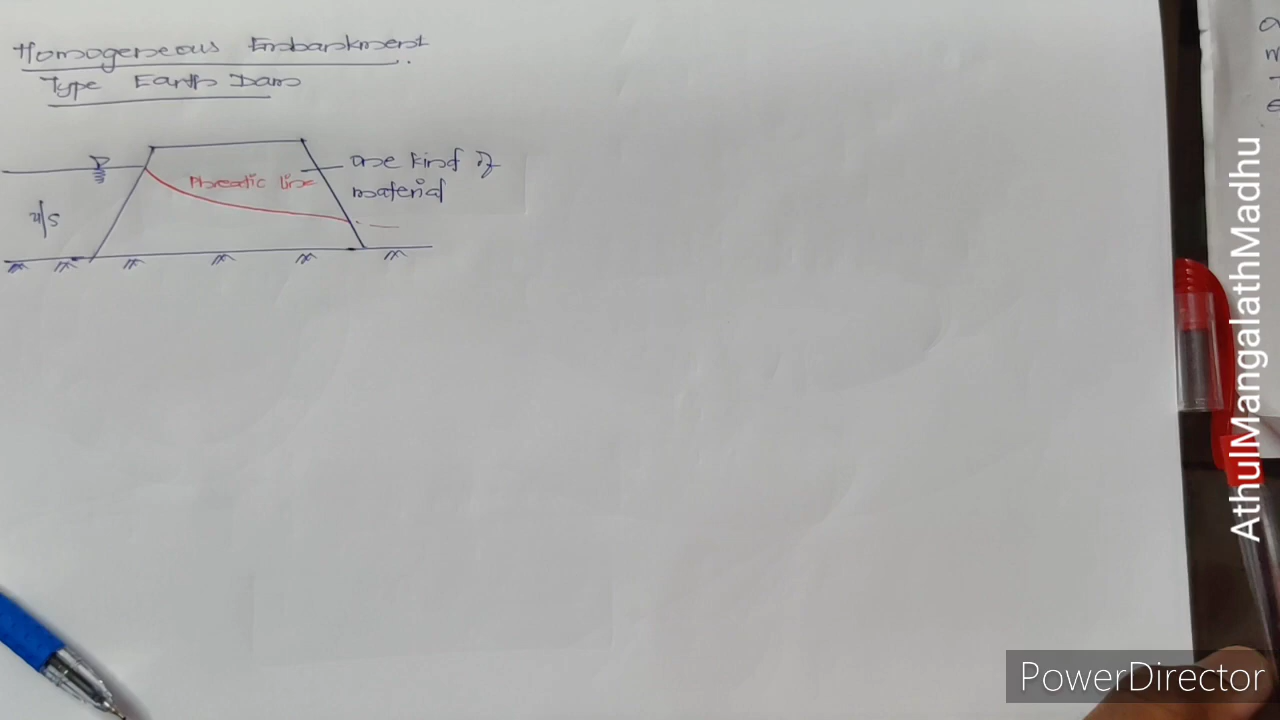 Homogeneous Embankment
Type Earth Dam
u/s
Phreatic line
one kind of
material
AthulMangalathMadhu
PowerDirector